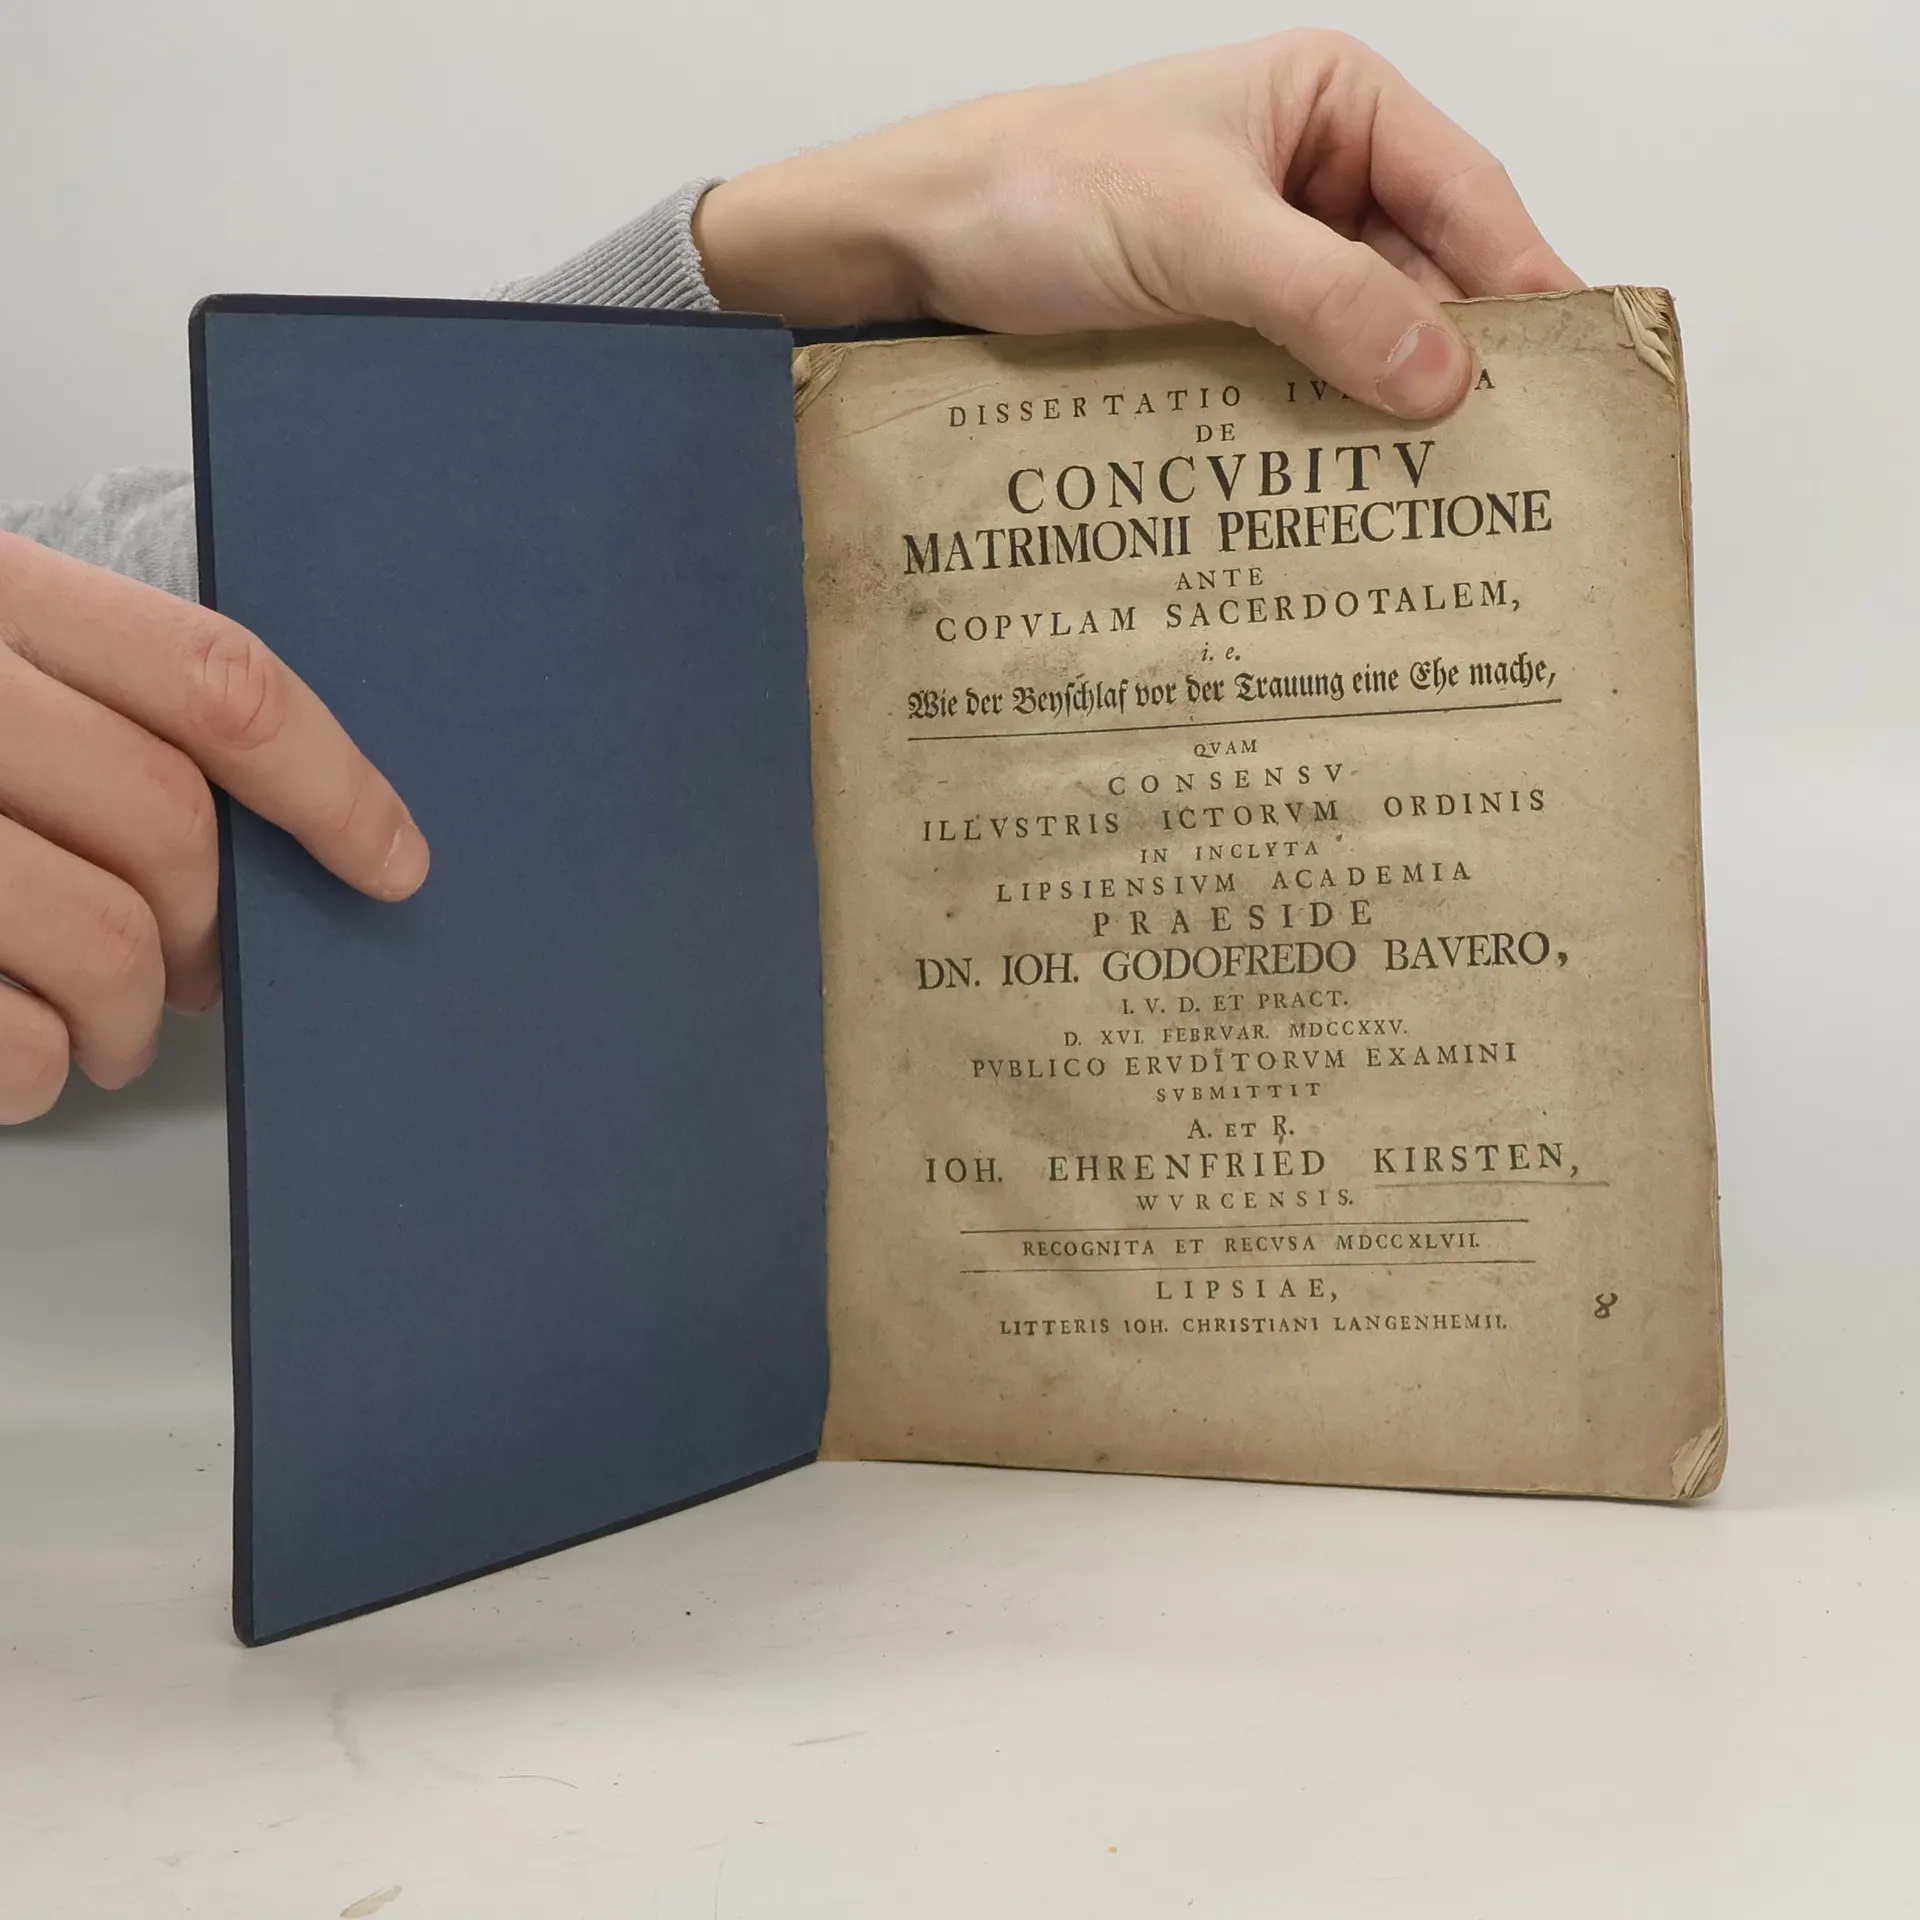 DISSERTATIO
DE
CONCVBITV
MATRIMONII PERFECTIONE
ANTE
COPVLAM SACERDOTALEM,
i. e.
Wie der Beyſchlaf vor der Trauung eine Ehe mache,
QVAM
CONSENSV
ILLVSTRIS ICTORVM ORDINIS
IN INCLYTA
LIPSIENSIVM ACADEMIA
PRAESIDE
DN. IOH. GODOFREDO BAVERO,
I. V. D. ET PRACT.
D. XVI. FEBRVAR. MDCCXXV.
PVBLICO ERVDITORVM EXAMINI
SVBMITTIT
A. ET R.
IOH. EHRENFRIED KIRSTEN,
WVRCENSIS.
RECOGNITA ET RECVSA MDCCXLVII.
LIPSIAE,
LITTERIS IOH. CHRISTIANI LANGENHEMII.
8